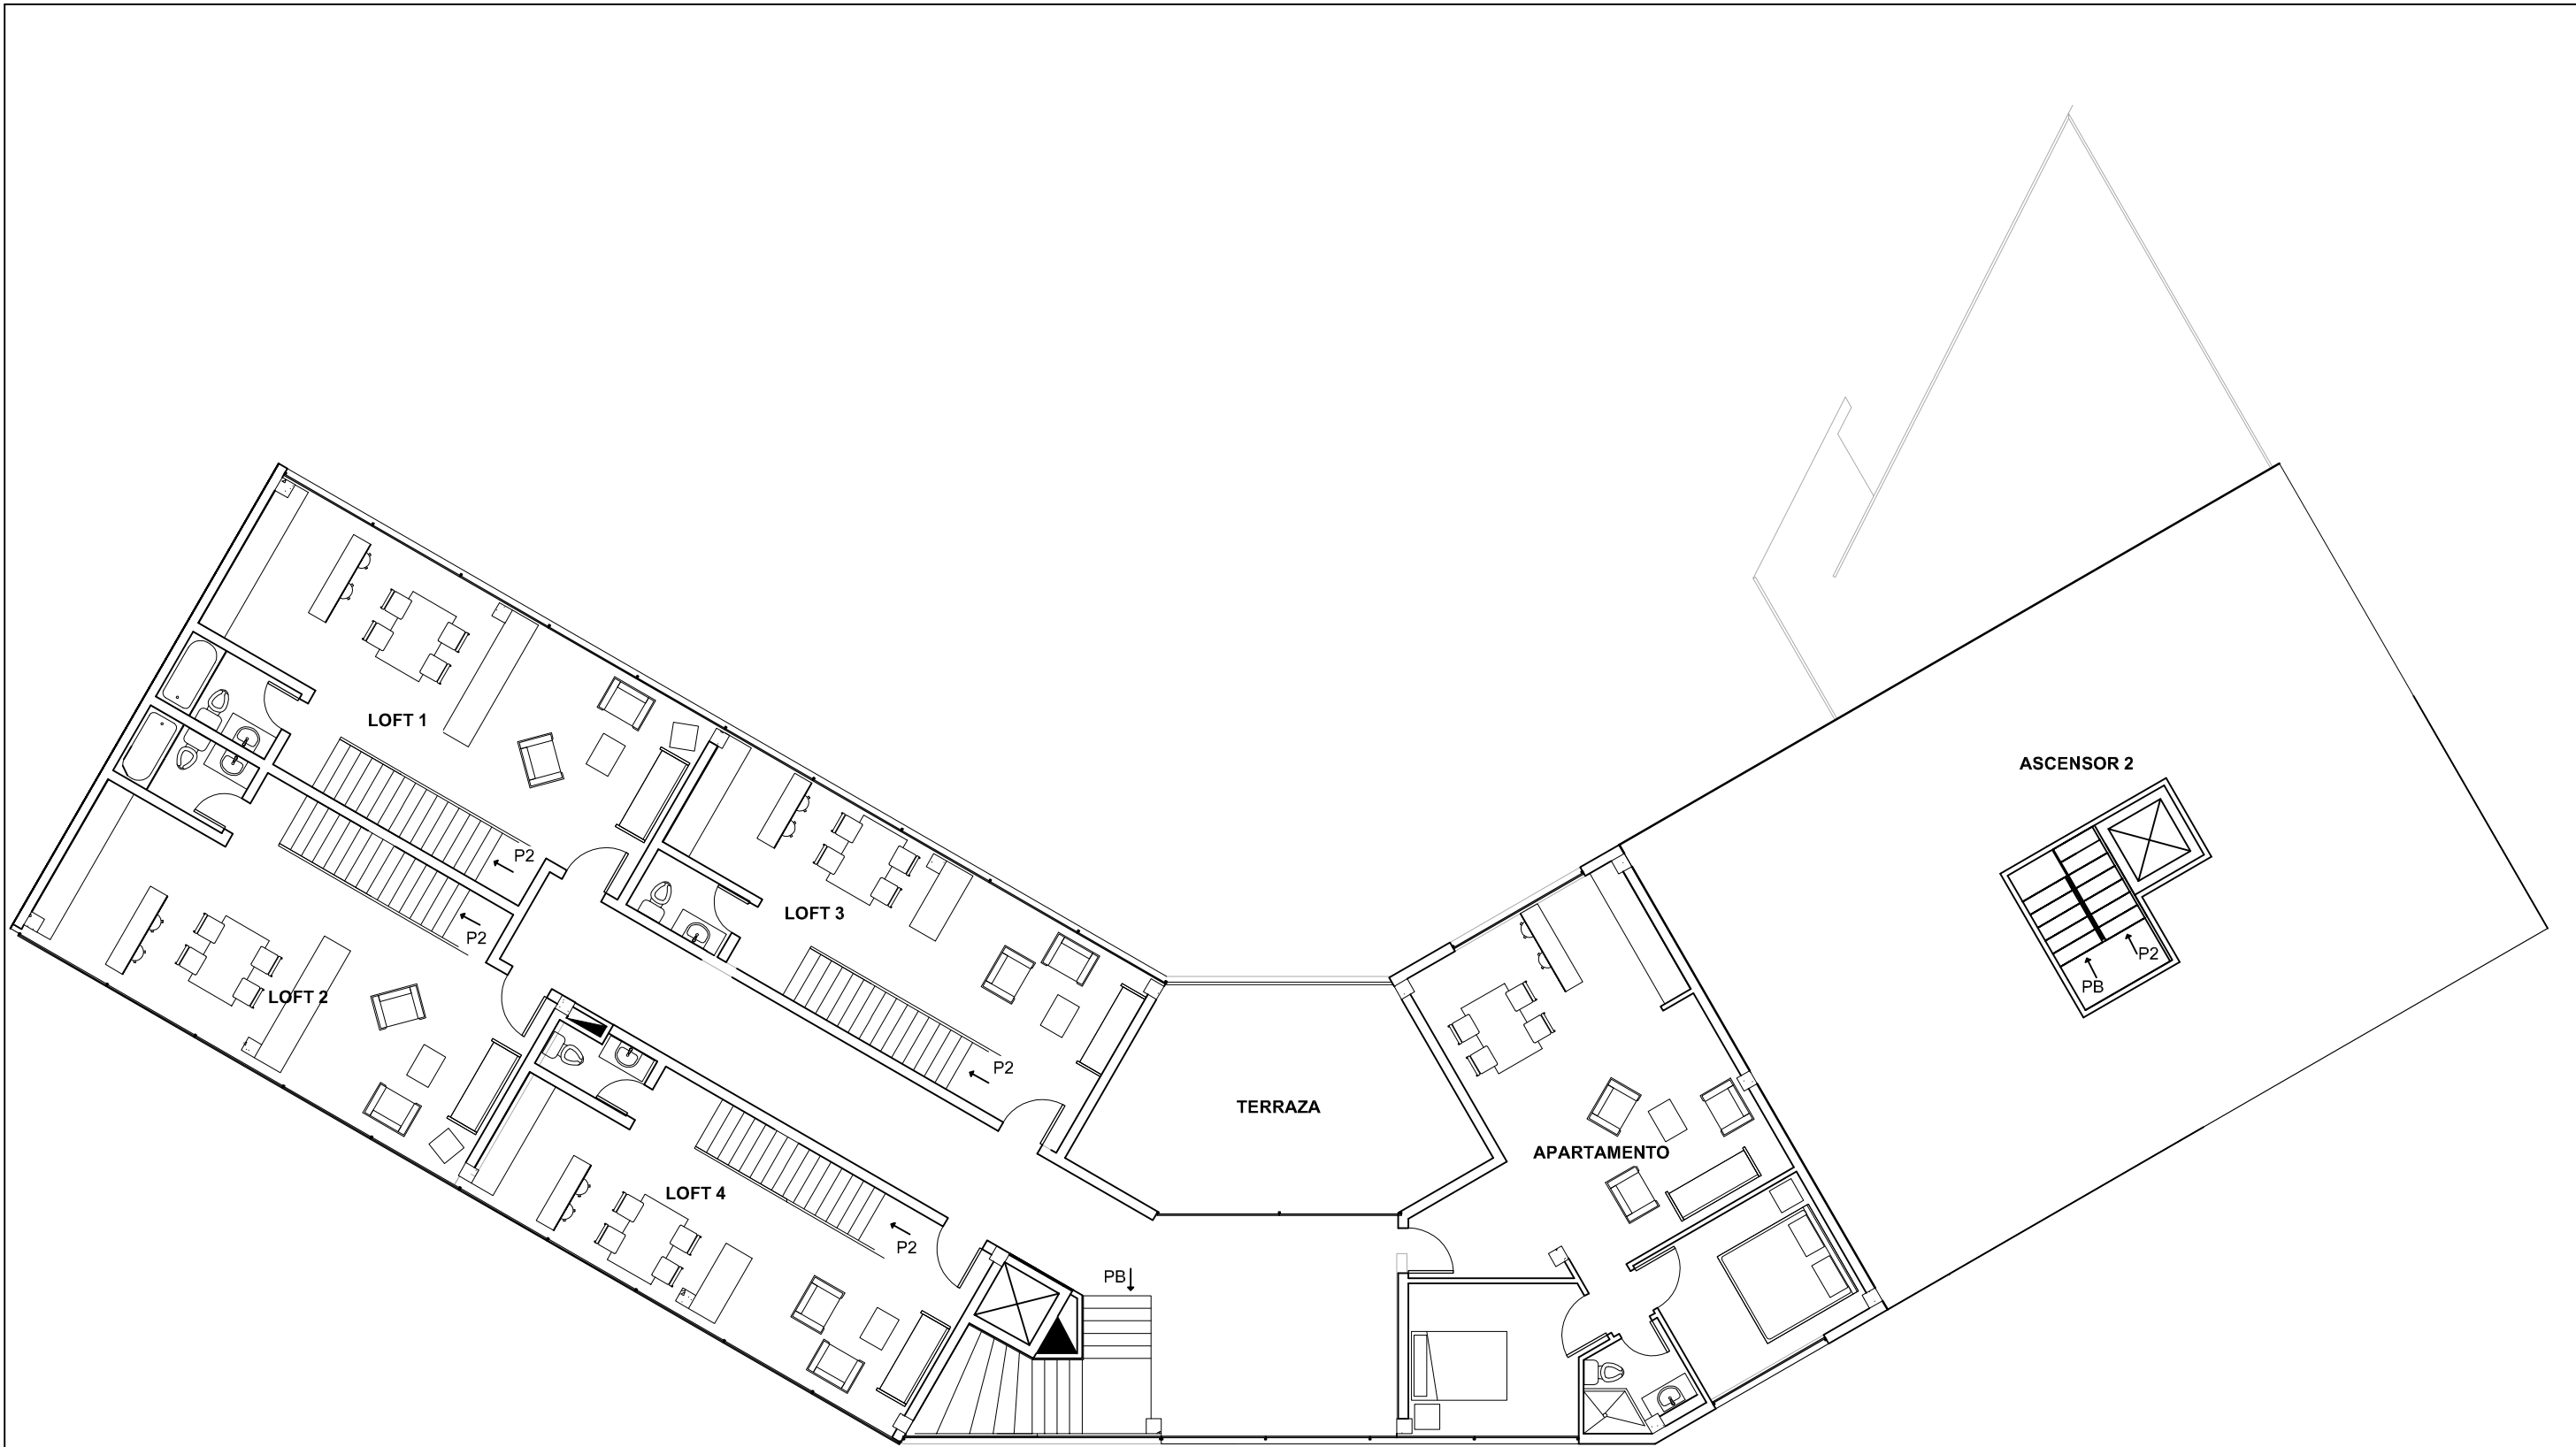 LOFT 1
ASCENSOR 2
P2
LOFT 3
P2
P2
PB
LOFT 2
P2
TERRAZA
APARTAMENTO
LOFT 4
P2
PB